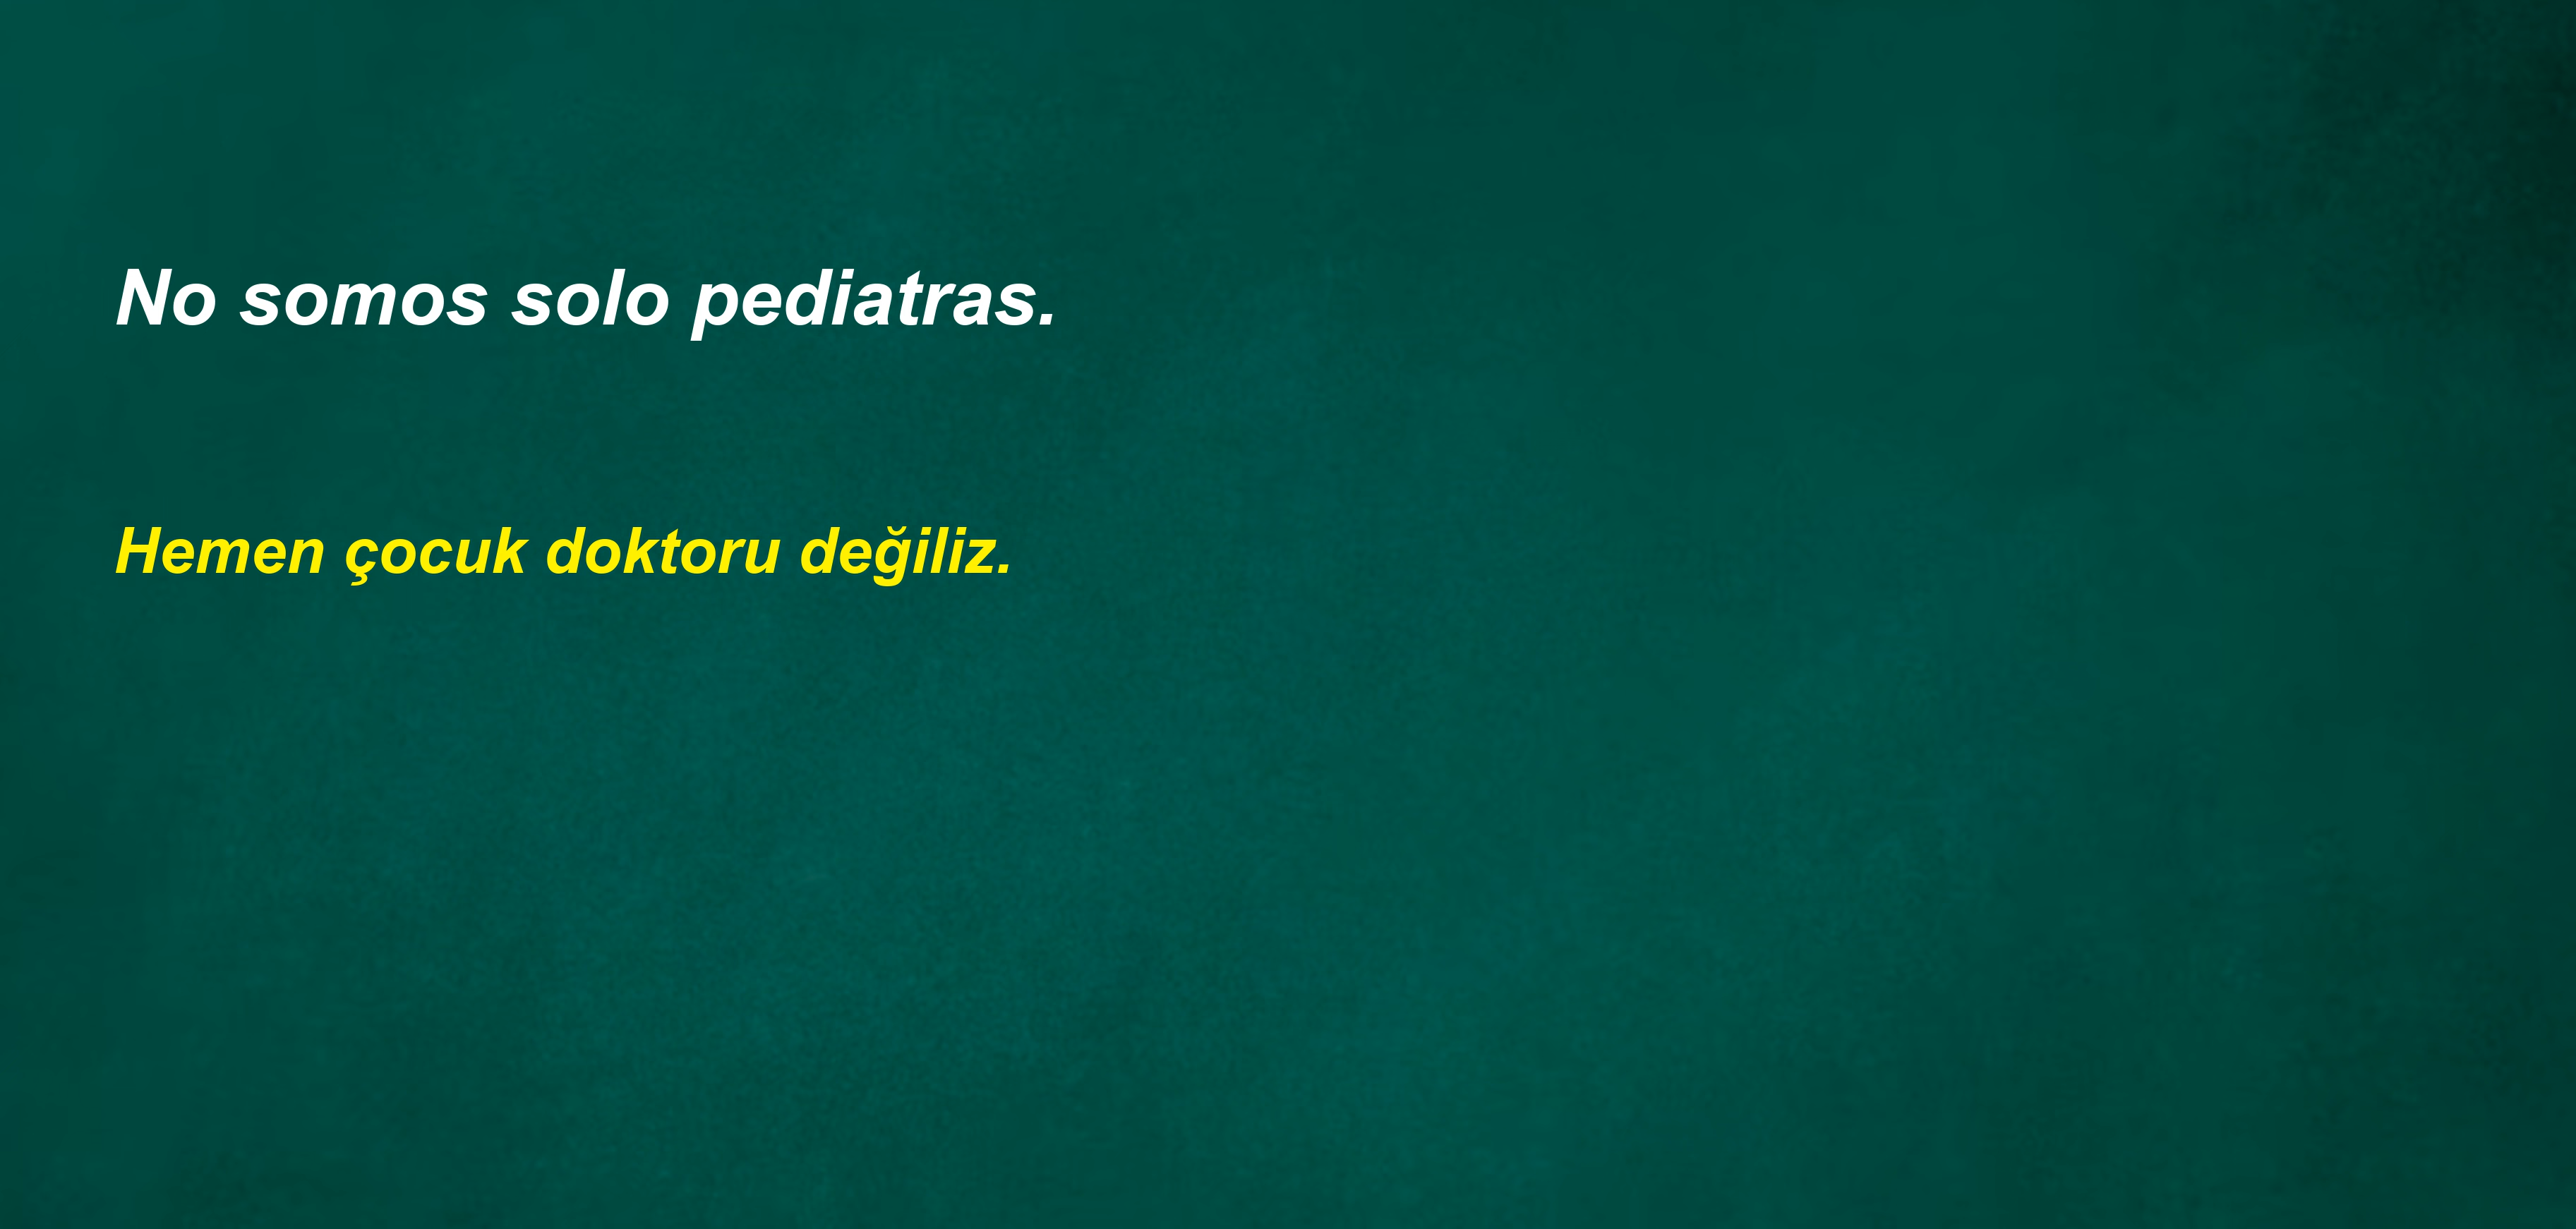 No somos solo pediatras.
Hemen çocuk doktoru değiliz.